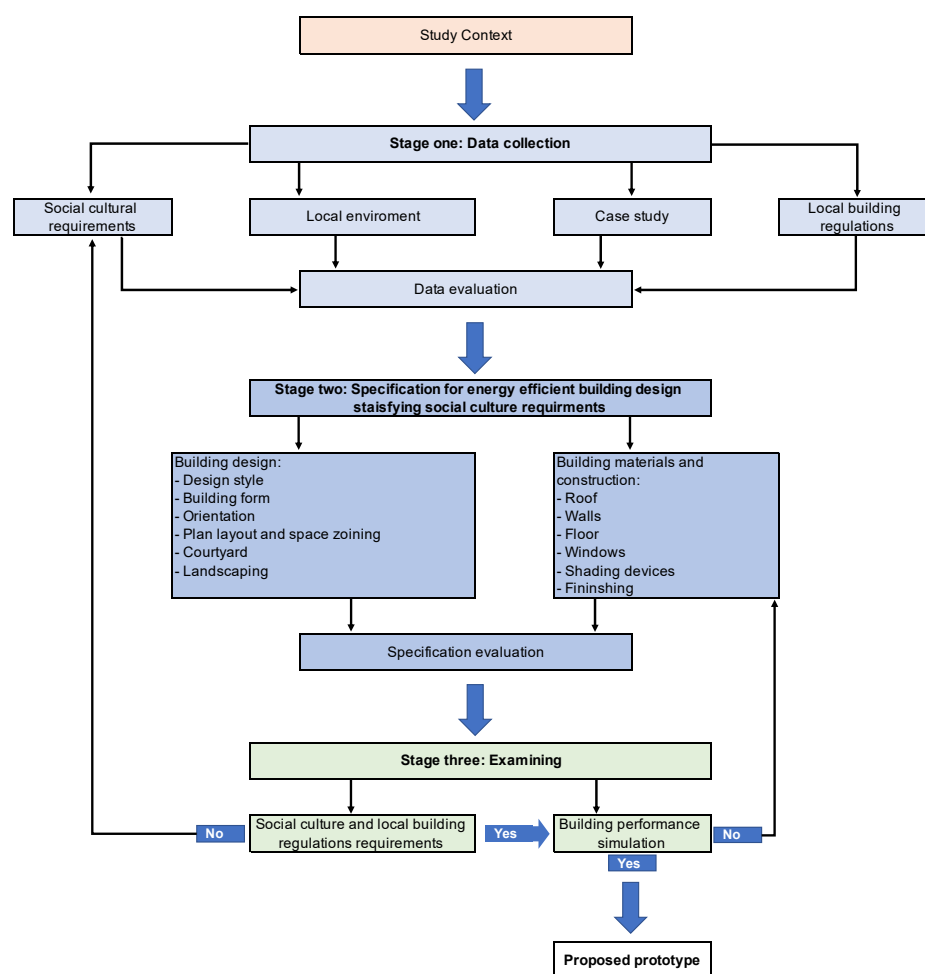 Study Context
Stage one: Data collection
Social cultural
requirements
Local enviroment
Case study
Local building
regulations
Data evaluation
Stage two: Specification for energy efficient building design
staisfying social culture requirments
Building design:
- Design style
- Building form
- Orientation
- Plan layout and space zoining
- Courtyard
- Landscaping
Building materials and
construction:
- Roof
- Walls
- Floor
- Windows
- Shading devices
- Fininshing
Specification evaluation
Stage three: Examining
No
Social culture and local building
regulations requirements
Yes
Building performance
simulation
No
Yes
Proposed prototype